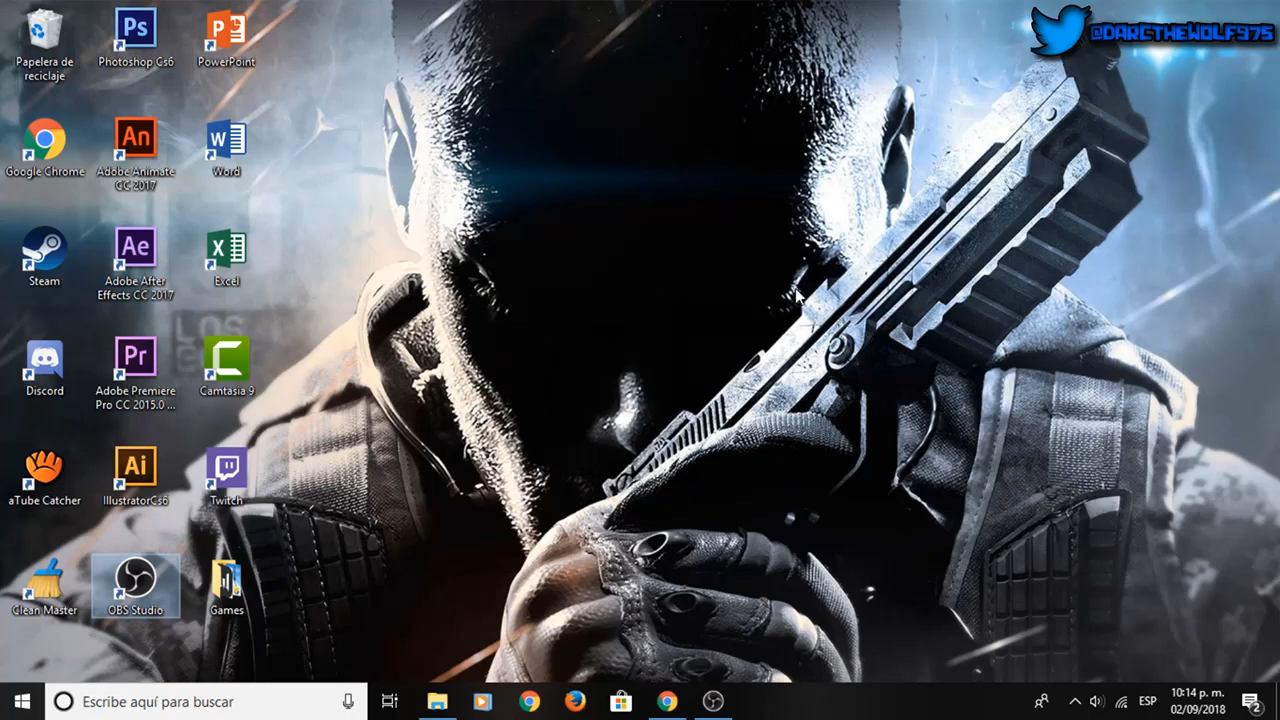 Papelera de
reciclaje
Photoshop Cs6
PowerPoint
@DARCTHEWOLF975
Google Chrome
Adobe Animate
CC 2017
Word
Steam
Adobe After
Effects CC 2017
Excel
Discord
Adobe Premiere
Pro CC 2015.0 ...
Camtasia 9
aTube Catcher
IllustratorCs6
Twitch
Clean Master
OBS Studio
Games
Escribe aquí para buscar
ESP
10:14 p. m.
02/09/2018
2